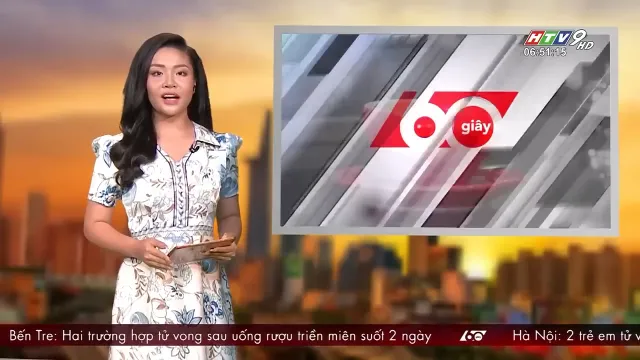 HTV9 HD
06:51:15
60 giây
Bến Tre: Hai trường hợp tử vong sau uống rượu triền miên suốt 2 ngày 60 Hà Nội: 2 trẻ em tử v